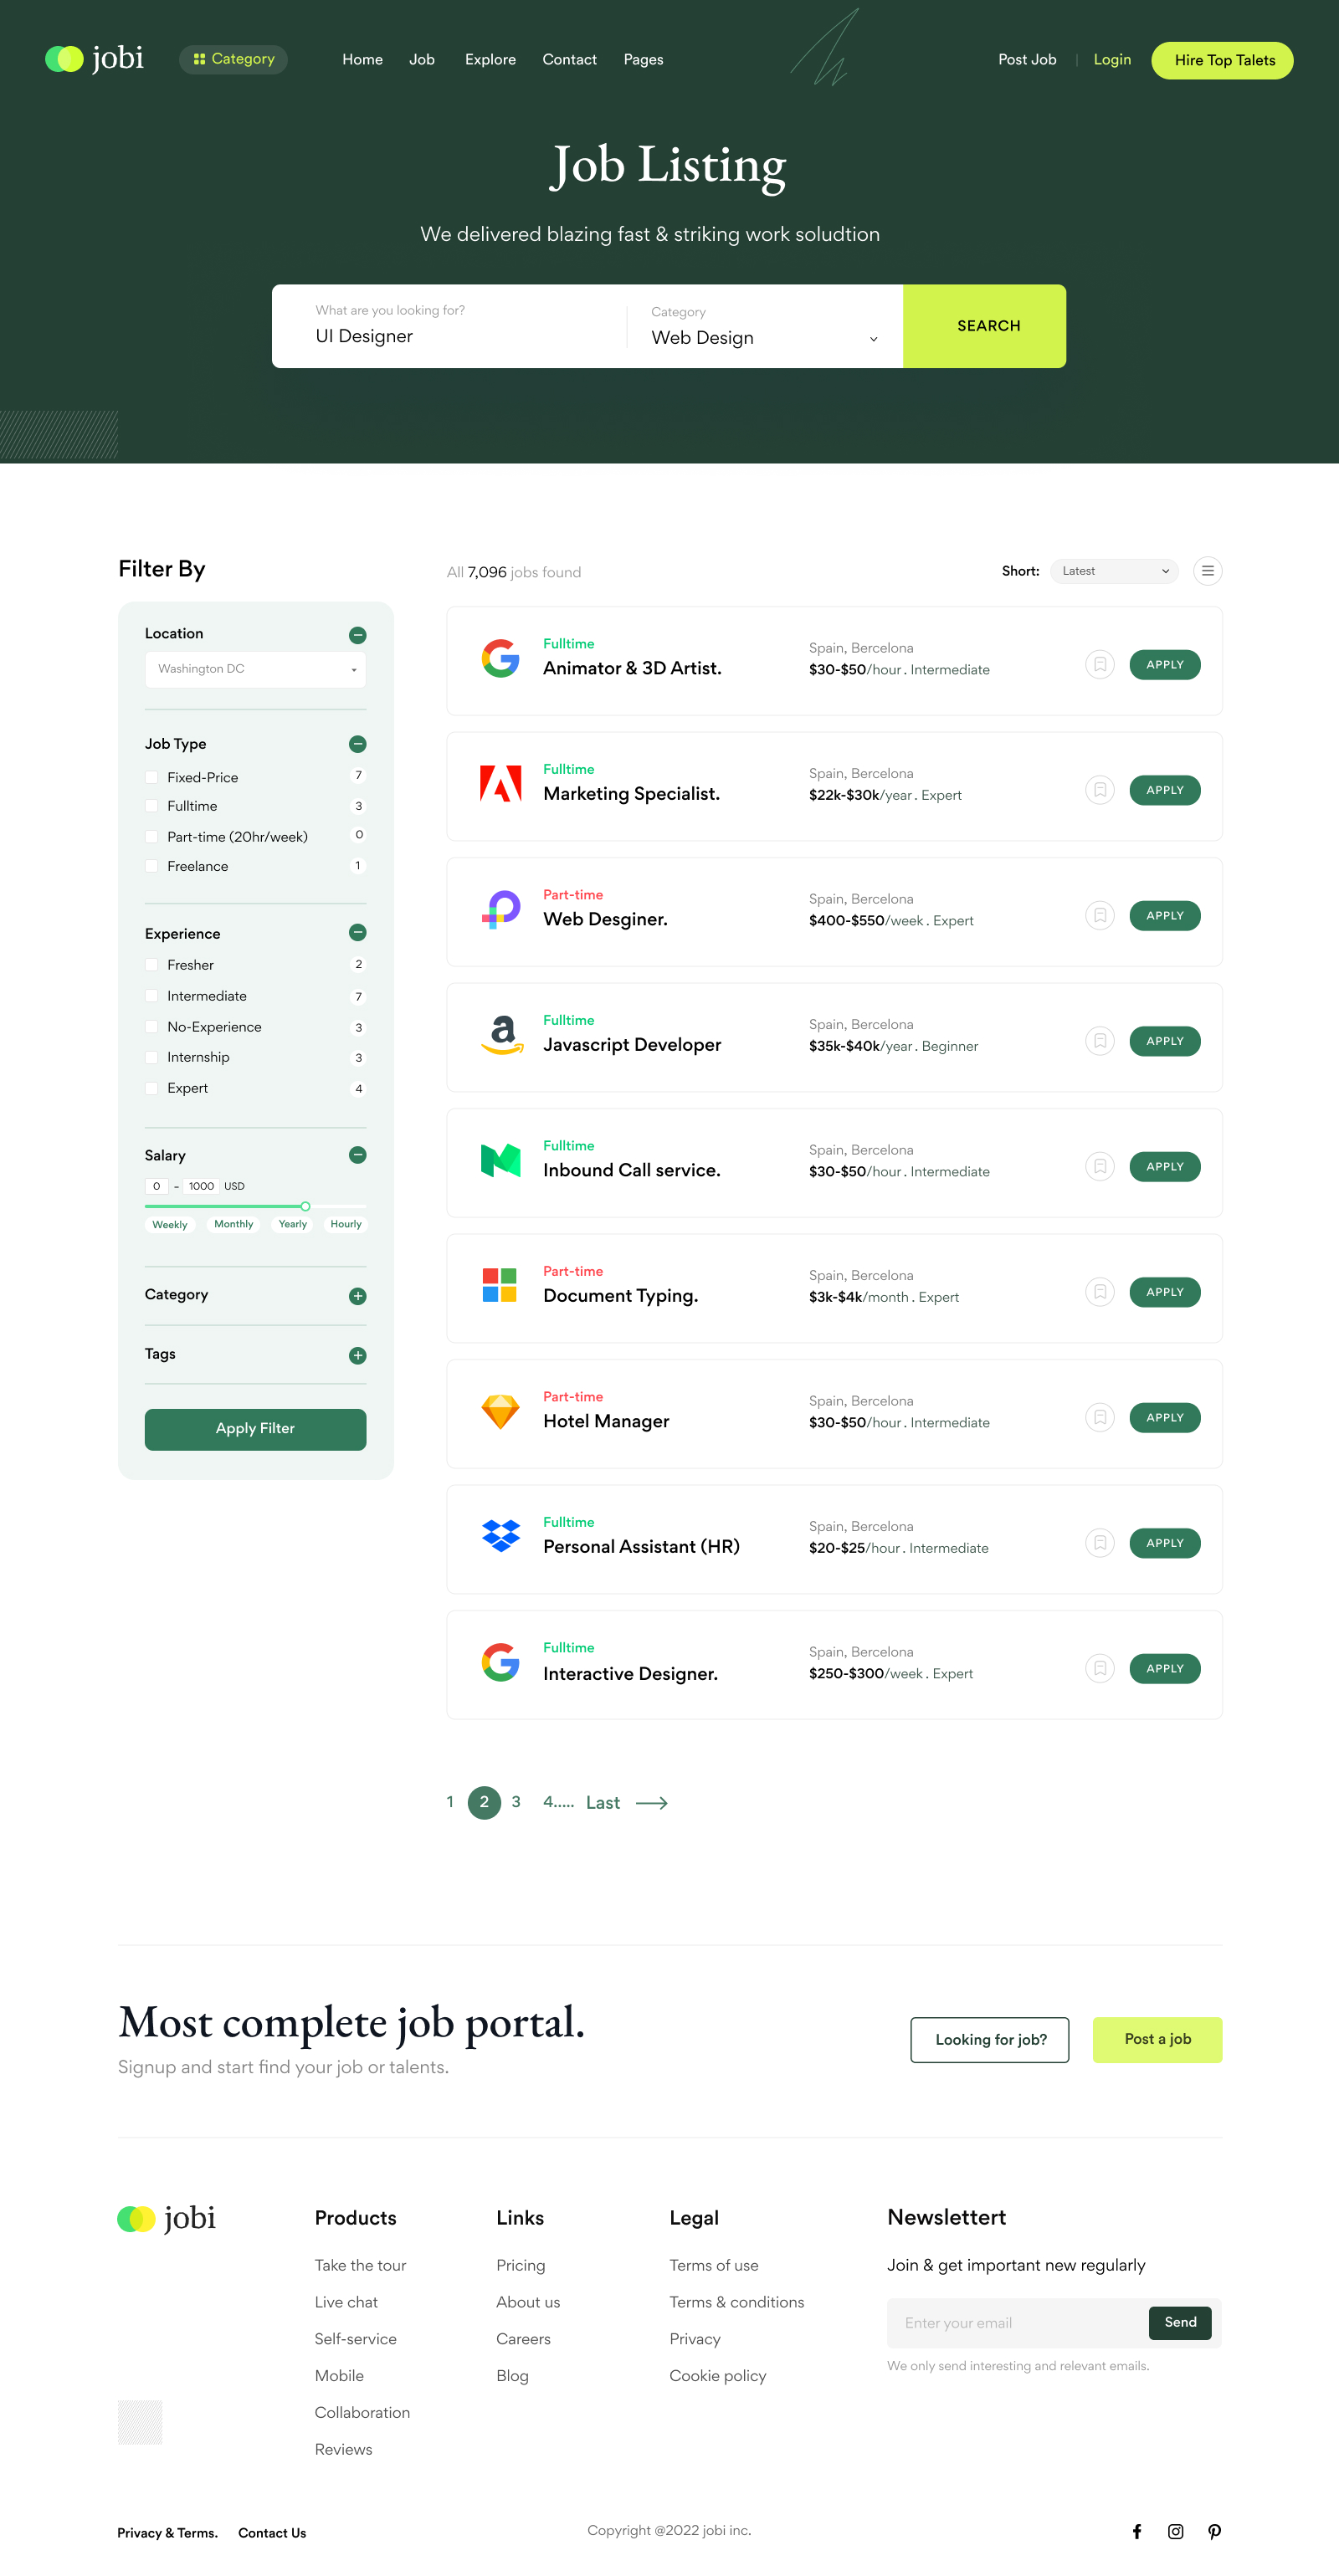 jobi
Category
Home Job Explore Contact Pages
Post Job | Login
Hire Top Talets
Job Listing
We delivered blazing fast & striking work soludtion
What are you looking for?
UI Designer
Category
Web Design
SEARCH
Filter By
Location
Washington DC
Job Type
Fixed-Price 7
Fulltime 3
Part-time (20hr/week) 0
Freelance 1
Experience
Fresher 2
Intermediate 7
No-Experience 3
Internship 3
Expert 4
Salary
0 - 1000 USD
Weekly Monthly Yearly Hourly
Category
Tags
Apply Filter
All 7,096 jobs found
Short: Latest
Fulltime
Animator & 3D Artist.
Spain, Bercelona
$30-$50/hour . Intermediate
APPLY
Fulltime
Marketing Specialist.
Spain, Bercelona
$22k-$30k/year . Expert
APPLY
Part-time
Web Desginer.
Spain, Bercelona
$400-$550/week . Expert
APPLY
Fulltime
Javascript Developer
Spain, Bercelona
$35k-$40k/year . Beginner
APPLY
Fulltime
Inbound Call service.
Spain, Bercelona
$30-$50/hour . Intermediate
APPLY
Part-time
Document Typing.
Spain, Bercelona
$3k-$4k/month . Expert
APPLY
Part-time
Hotel Manager
Spain, Bercelona
$30-$50/hour . Intermediate
APPLY
Fulltime
Personal Assistant (HR)
Spain, Bercelona
$20-$25/hour . Intermediate
APPLY
Fulltime
Interactive Designer.
Spain, Bercelona
$250-$300/week . Expert
APPLY
1 2 3 4..... Last
Most complete job portal.
Signup and start find your job or talents.
Looking for job?
Post a job
jobi
Products
Take the tour
Live chat
Self-service
Mobile
Collaboration
Reviews
Links
Pricing
About us
Careers
Blog
Legal
Terms of use
Terms & conditions
Privacy
Cookie policy
Newslettert
Join & get important new regularly
Enter your email
Send
We only send interesting and relevant emails.
Privacy & Terms. Contact Us
Copyright @2022 jobi inc.